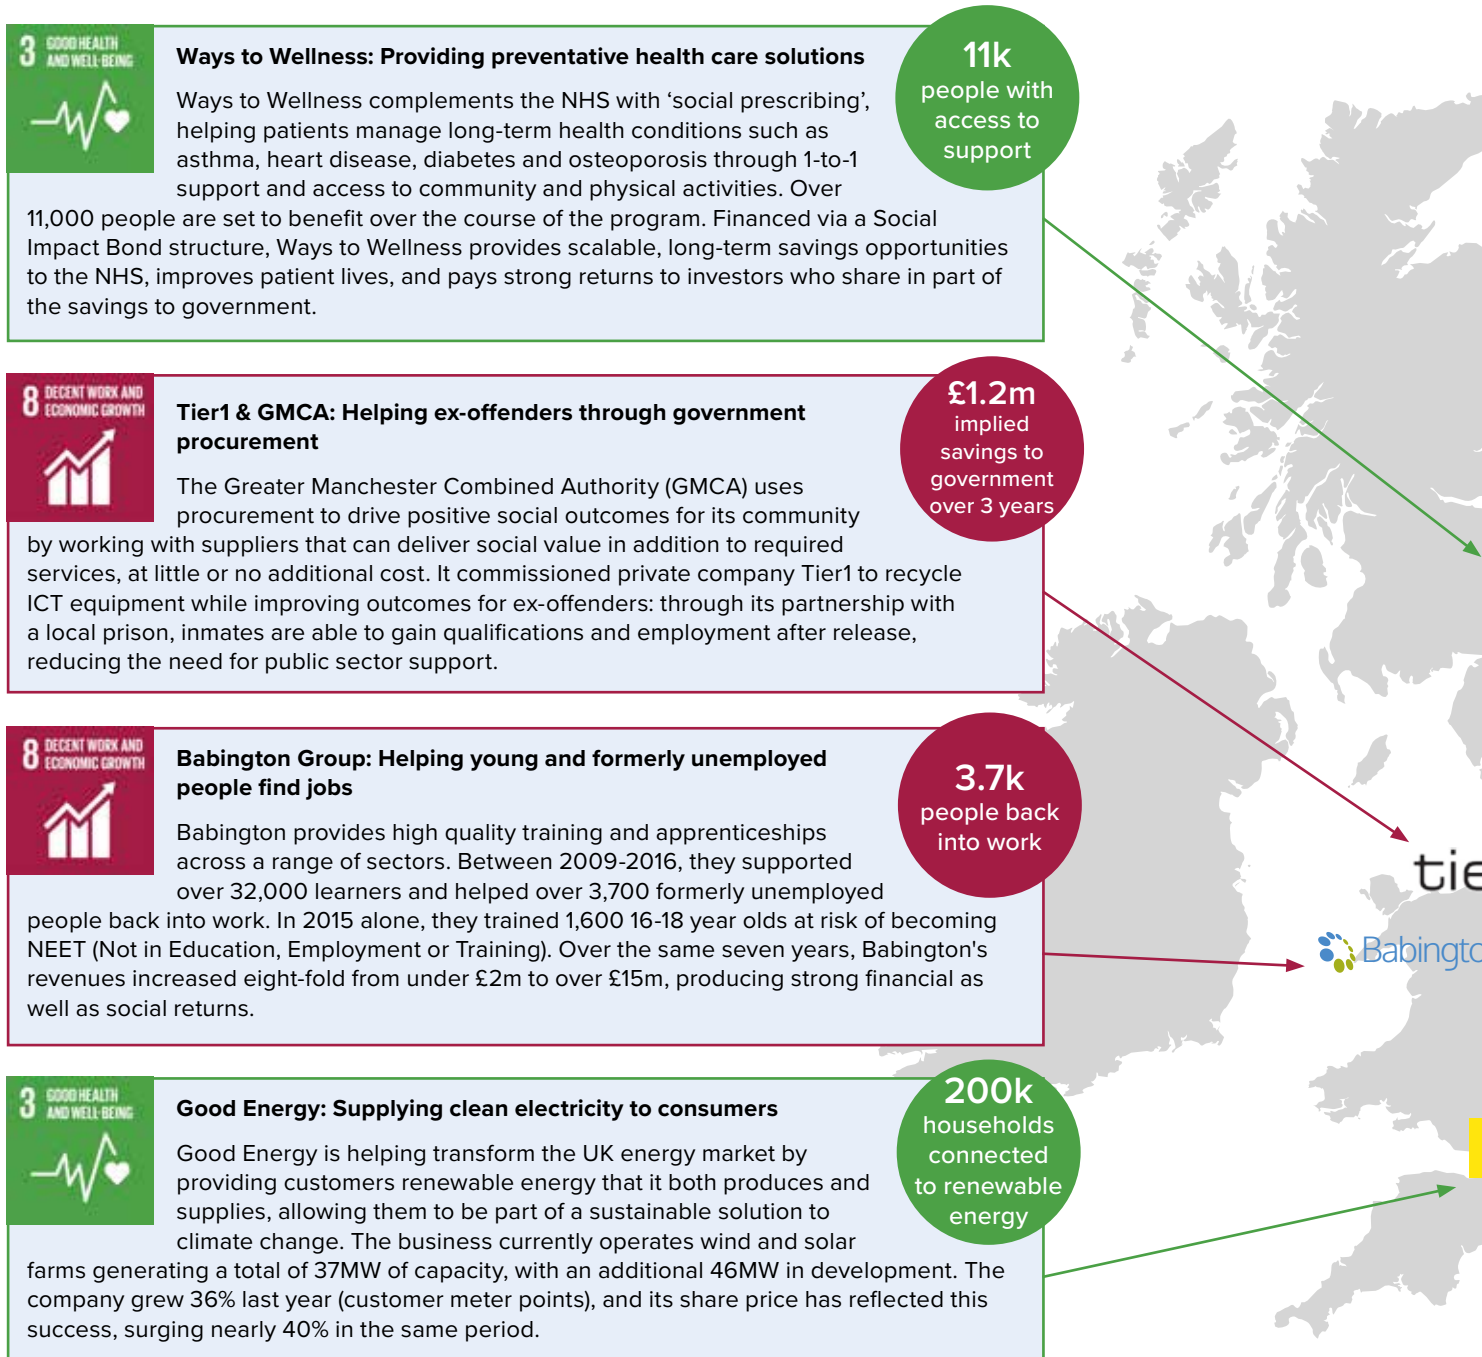 3 GOOD HEALTH
AND WELL-BEING
Ways to Wellness: Providing preventative health care solutions
Ways to Wellness complements the NHS with ‘social prescribing’,
helping patients manage long-term health conditions such as
asthma, heart disease, diabetes and osteoporosis through 1-to-1
support and access to community and physical activities. Over
11,000 people are set to benefit over the course of the program. Financed via a Social
Impact Bond structure, Ways to Wellness provides scalable, long-term savings opportunities
to the NHS, improves patient lives, and pays strong returns to investors who share in part of
the savings to government.
11k
people with
access to
support
8 DECENT WORK AND
ECONOMIC GROWTH
Tier1 & GMCA: Helping ex-offenders through government
procurement
The Greater Manchester Combined Authority (GMCA) uses
procurement to drive positive social outcomes for its community
by working with suppliers that can deliver social value in addition to required
services, at little or no additional cost. It commissioned private company Tier1 to recycle
ICT equipment while improving outcomes for ex-offenders: through its partnership with
a local prison, inmates are able to gain qualifications and employment after release,
reducing the need for public sector support.
£1.2m
implied
savings to
government
over 3 years
8 DECENT WORK AND
ECONOMIC GROWTH
Babington Group: Helping young and formerly unemployed
people find jobs
Babington provides high quality training and apprenticeships
across a range of sectors. Between 2009-2016, they supported
over 32,000 learners and helped over 3,700 formerly unemployed
people back into work. In 2015 alone, they trained 1,600 16-18 year olds at risk of becoming
NEET (Not in Education, Employment or Training). Over the same seven years, Babington's
revenues increased eight-fold from under £2m to over £15m, producing strong financial as
well as social returns.
3.7k
people back
into work
tie
Babingto
3 GOOD HEALTH
AND WELL-BEING
Good Energy: Supplying clean electricity to consumers
Good Energy is helping transform the UK energy market by
providing customers renewable energy that it both produces and
supplies, allowing them to be part of a sustainable solution to
climate change. The business currently operates wind and solar
farms generating a total of 37MW of capacity, with an additional 46MW in development. The
company grew 36% last year (customer meter points), and its share price has reflected this
success, surging nearly 40% in the same period.
200k
households
connected
to renewable
energy